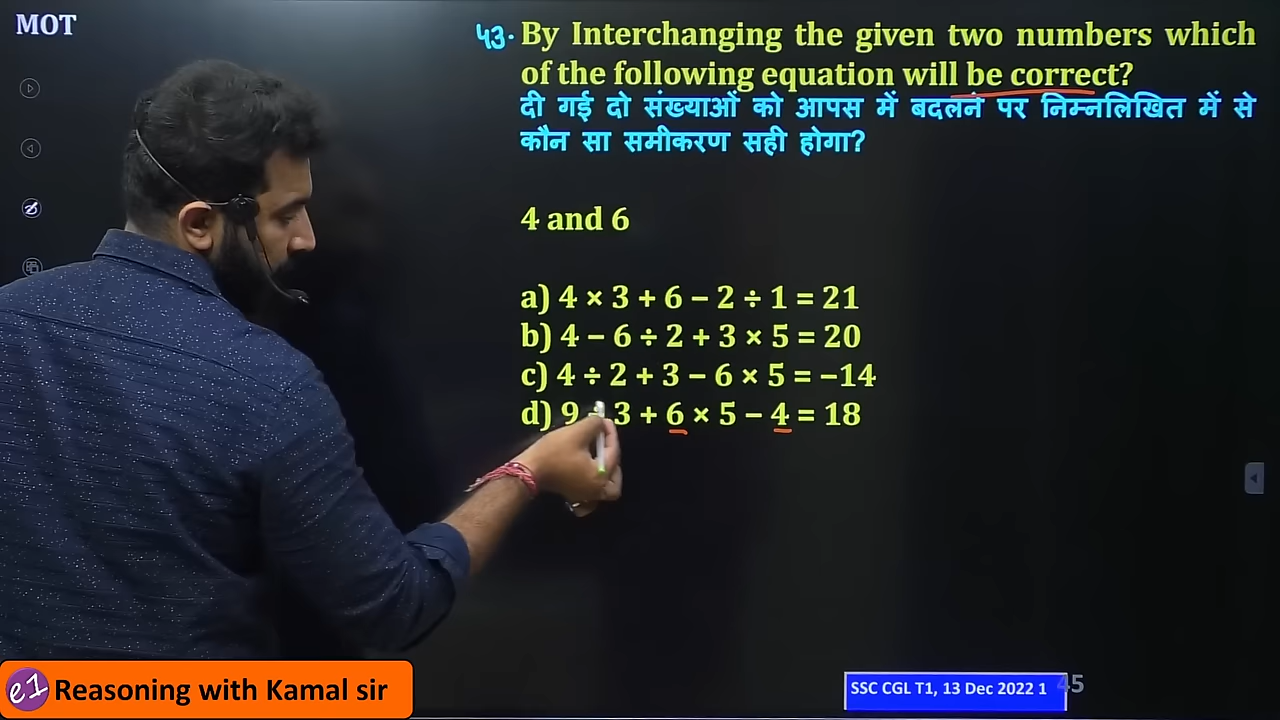 MOT
५३. By Interchanging the given two numbers which
of the following equation will be correct?
दी गई दो संख्याओं को आपस में बदलने पर निम्नलिखित में से
कौन सा समीकरण सही होगा?
4 and 6
a) 4 × 3 + 6 − 2 ÷ 1 = 21
b) 4 − 6 ÷ 2 + 3 × 5 = 20
c) 4 ÷ 2 + 3 − 6 × 5 = −14
d) 9 ÷ 3 + 6 × 5 − 4 = 18
e1 Reasoning with Kamal sir
SSC CGL T1, 13 Dec 2022 1 45